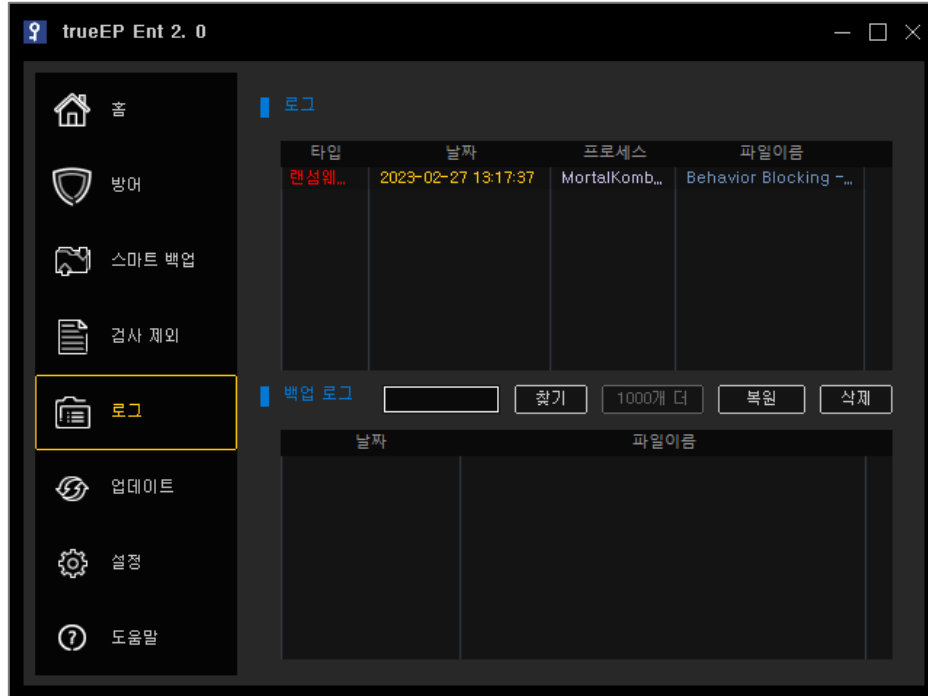 trueEP Ent 2. 0
홈
방어
스마트 백업
검사 제외
로그
업데이트
설정
도움말
로그
타입 날짜 프로세스 파일이름
랜섬웨... 2023-02-27 13:17:37 MortalKomb... Behavior Blocking -...
백업 로그 찾기 1000개 더 복원 삭제
날짜 파일이름